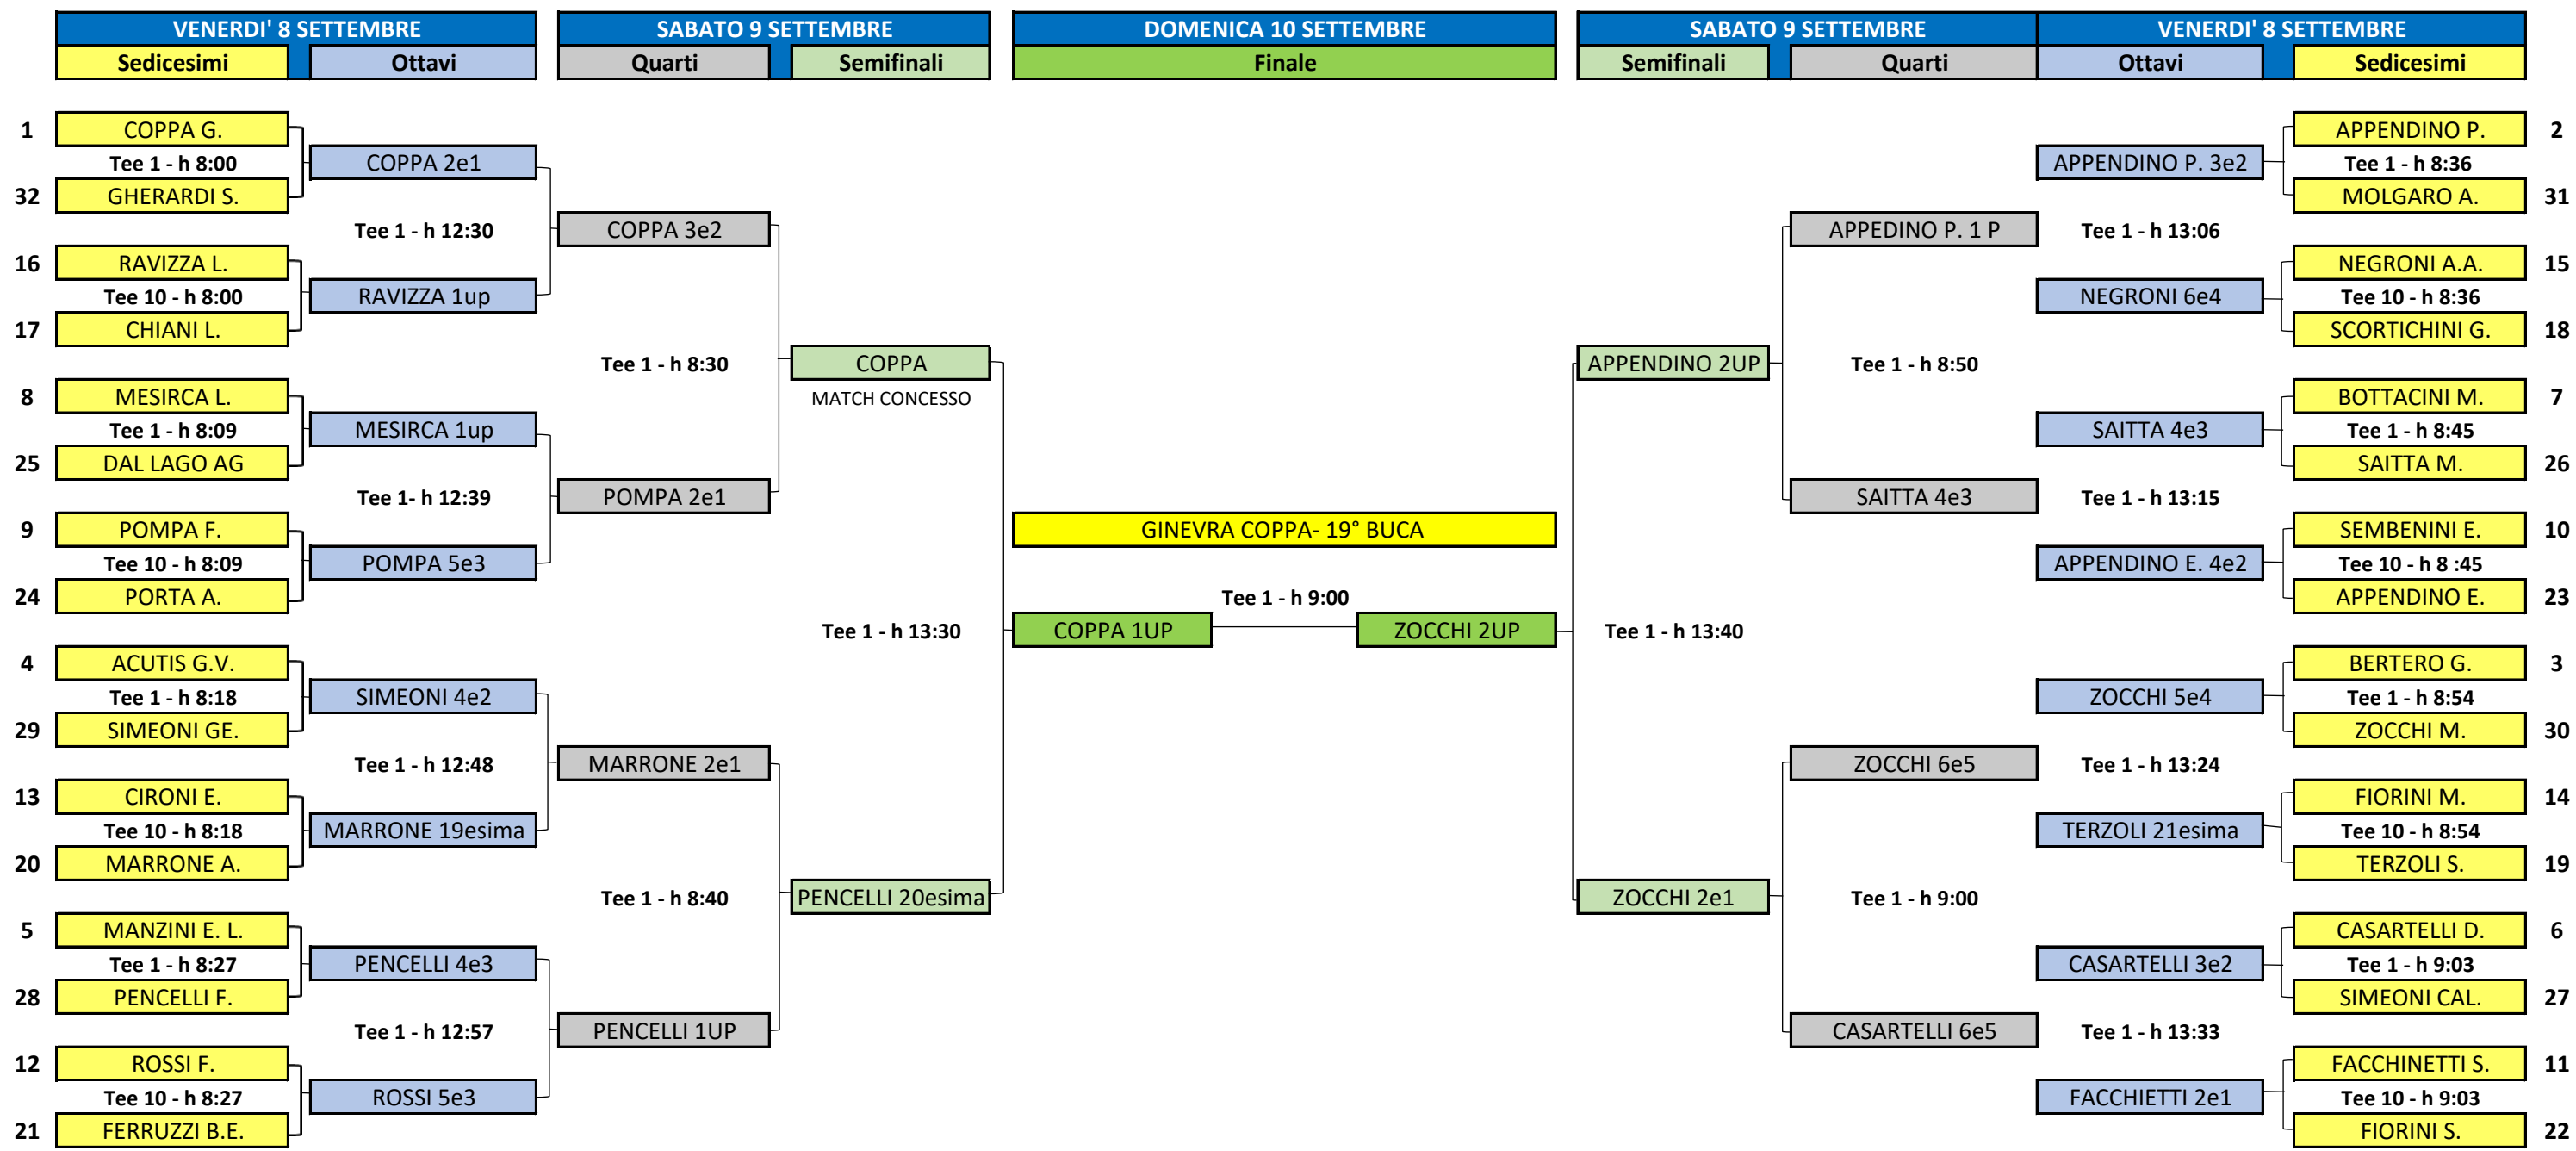 VENERDI' 8 SETTEMBRE SABATO 9 SETTEMBRE DOMENICA 10 SETTEMBRE SABATO 9 SETTEMBRE VENERDI' 8 SETTEMBRE
Sedicesimi Ottavi Quarti Semifinali Finale Semifinali Quarti Ottavi Sedicesimi
1 COPPA G. APPENDINO P. 2
Tee 1 - h 8:00 COPPA 2e1 APPENDINO P. 3e2 Tee 1 - h 8:36
32 GHERARDI S. MOLGARO A. 31
Tee 1 - h 12:30 COPPA 3e2 APPEDINO P. 1 P Tee 1 - h 13:06
16 RAVIZZA L. NEGRONI A.A. 15
Tee 10 - h 8:00 RAVIZZA 1up NEGRONI 6e4 Tee 10 - h 8:36
17 CHIANI L. SCORTICHINI G. 18
Tee 1 - h 8:30 COPPA APPENDINO 2UP Tee 1 - h 8:50
8 MESIRCA L. MATCH CONCESSO BOTTACINI M. 7
Tee 1 - h 8:09 MESIRCA 1up SAITTA 4e3 Tee 1 - h 8:45
25 DAL LAGO AG SAITTA M. 26
Tee 1- h 12:39 POMPA 2e1 SAITTA 4e3 Tee 1 - h 13:15
9 POMPA F. GINEVRA COPPA- 19° BUCA SEMBENINI E. 10
Tee 10 - h 8:09 POMPA 5e3 APPENDINO E. 4e2 Tee 10 - h 8 :45
24 PORTA A. Tee 1 - h 9:00 APPENDINO E. 23
Tee 1 - h 13:30 COPPA 1UP ZOCCHI 2UP Tee 1 - h 13:40
4 ACUTIS G.V. BERTERO G. 3
Tee 1 - h 8:18 SIMEONI 4e2 ZOCCHI 5e4 Tee 1 - h 8:54
29 SIMEONI GE. ZOCCHI M. 30
Tee 1 - h 12:48 MARRONE 2e1 ZOCCHI 6e5 Tee 1 - h 13:24
13 CIRONI E. FIORINI M. 14
Tee 10 - h 8:18 MARRONE 19esima TERZOLI 21esima Tee 10 - h 8:54
20 MARRONE A. TERZOLI S. 19
Tee 1 - h 8:40 PENCELLI 20esima ZOCCHI 2e1 Tee 1 - h 9:00
5 MANZINI E. L. CASARTELLI D. 6
Tee 1 - h 8:27 PENCELLI 4e3 CASARTELLI 3e2 Tee 1 - h 9:03
28 PENCELLI F. SIMEONI CAL. 27
Tee 1 - h 12:57 PENCELLI 1UP CASARTELLI 6e5 Tee 1 - h 13:33
12 ROSSI F. FACCHINETTI S. 11
Tee 10 - h 8:27 ROSSI 5e3 FACCHIETTI 2e1 Tee 10 - h 9:03
21 FERRUZZI B.E. FIORINI S. 22